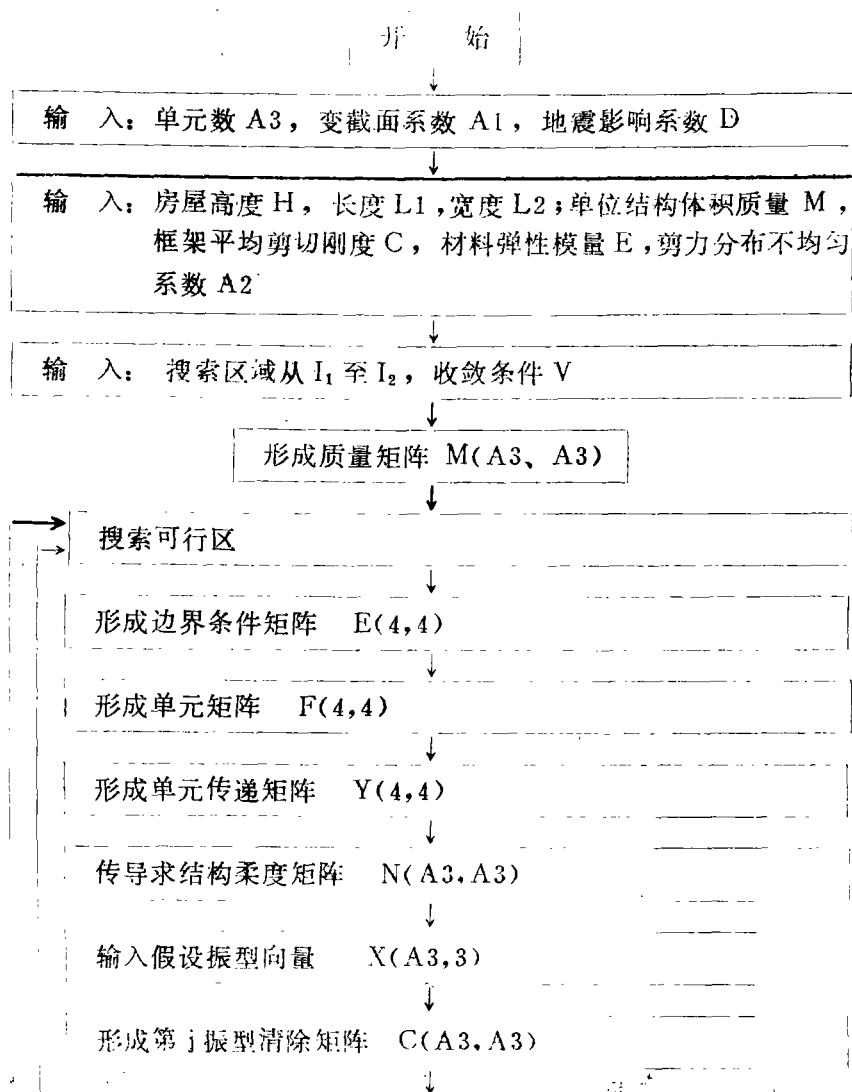 开 始
输 入：单元数 A3，变截面系数 A1，地震影响系数 D
输 入：房屋高度 H，长度 L1，宽度 L2；单位结构体积质量 M，
框架平均剪切刚度 C，材料弹性模量 E，剪力分布不均匀
系数 A2
输 入： 搜索区域从 I₁ 至 I₂，收敛条件 V
形成质量矩阵 M(A3、A3)
搜索可行区
形成边界条件矩阵 E(4,4)
形成单元矩阵 F(4,4)
形成单元传递矩阵 Y(4,4)
传导求结构柔度矩阵 N(A3,A3)
输入假设振型向量 X(A3,3)
形成第 j 振型清除矩阵 C(A3,A3)